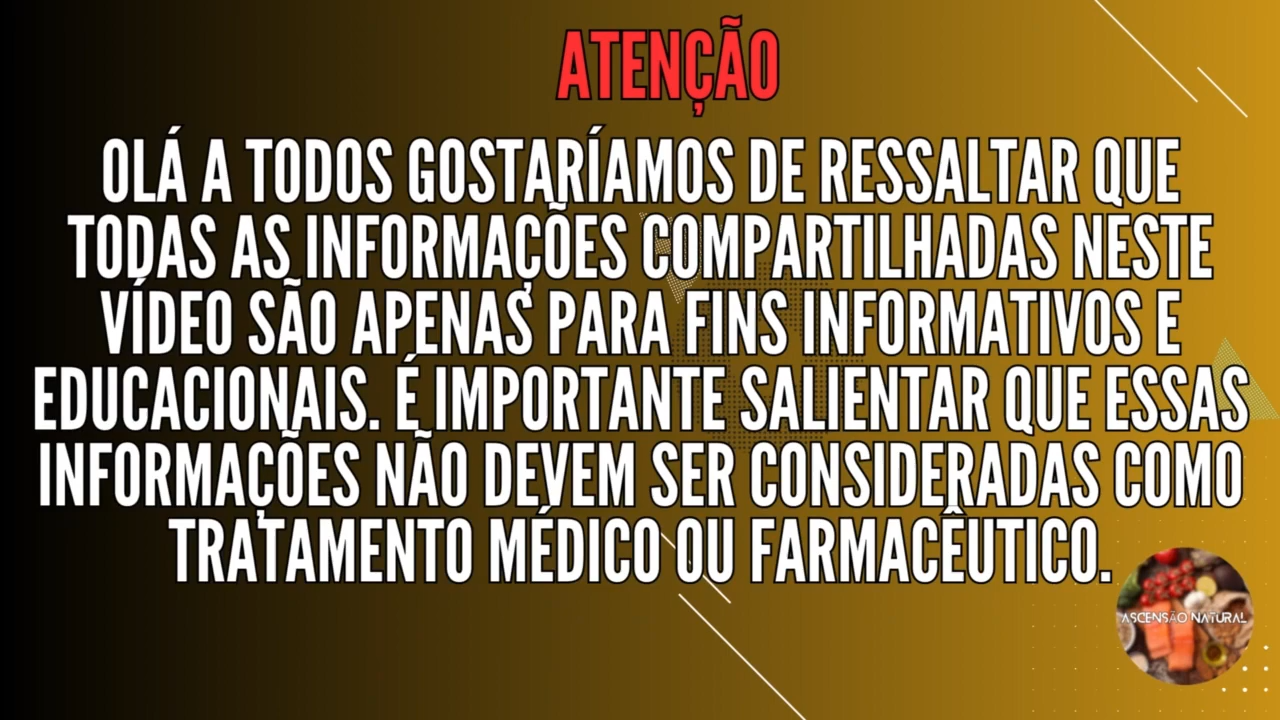 ATENÇÃO
OLÁ A TODOS GOSTARÍAMOS DE RESSALTAR QUE
TODAS AS INFORMAÇÕES COMPARTILHADAS NESTE
VÍDEO SÃO APENAS PARA FINS INFORMATIVOS E
EDUCACIONAIS. É IMPORTANTE SALIENTAR QUE ESSAS
INFORMAÇÕES NÃO DEVEM SER CONSIDERADAS COMO
TRATAMENTO MÉDICO OU FARMACÊUTICO.
ASCENSÃO NATURAL